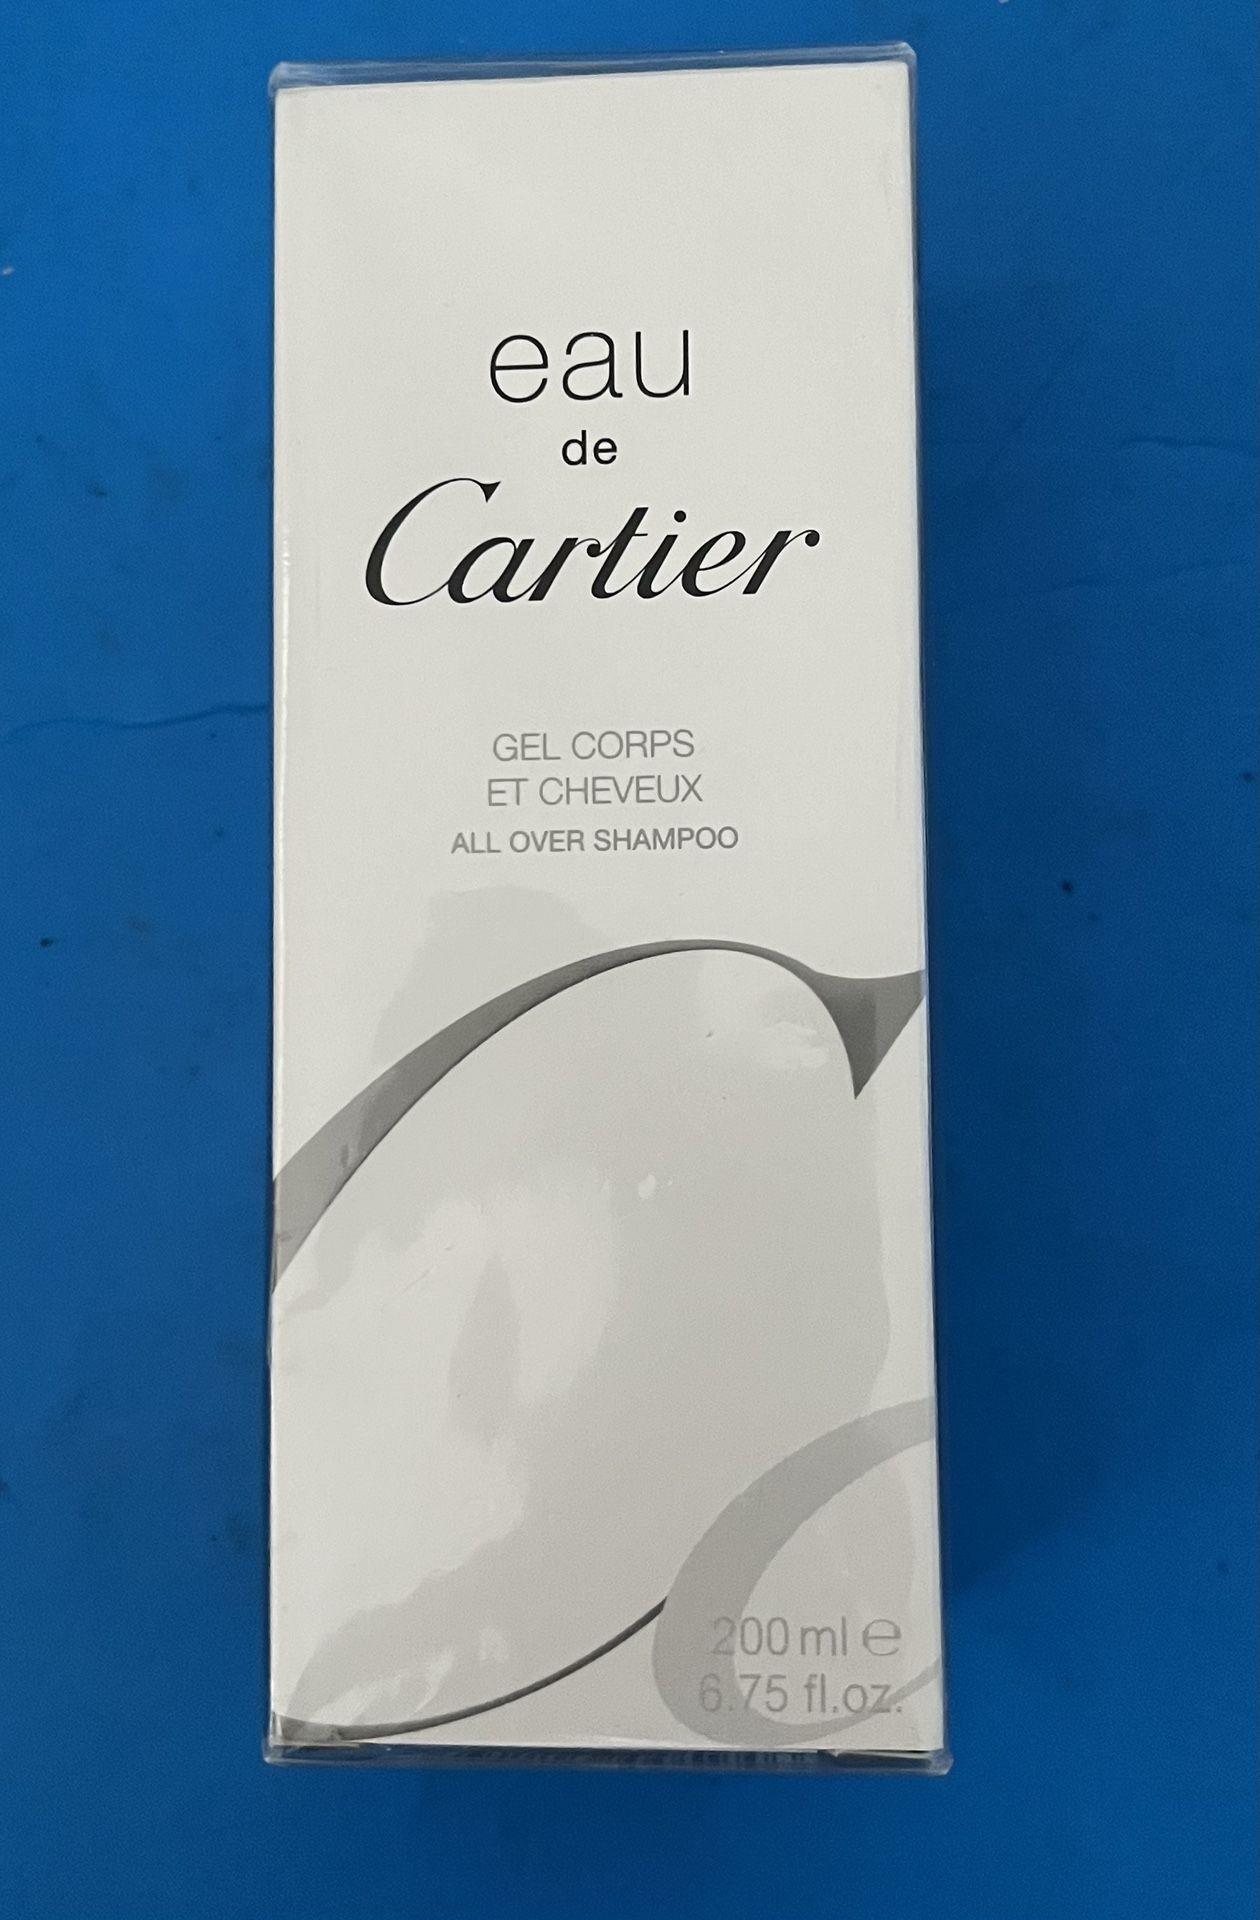 eau
de
Cartier
GEL CORPS
ET CHEVEUX
ALL OVER SHAMPOO
200 ml ℮
6.75 fl.oz.